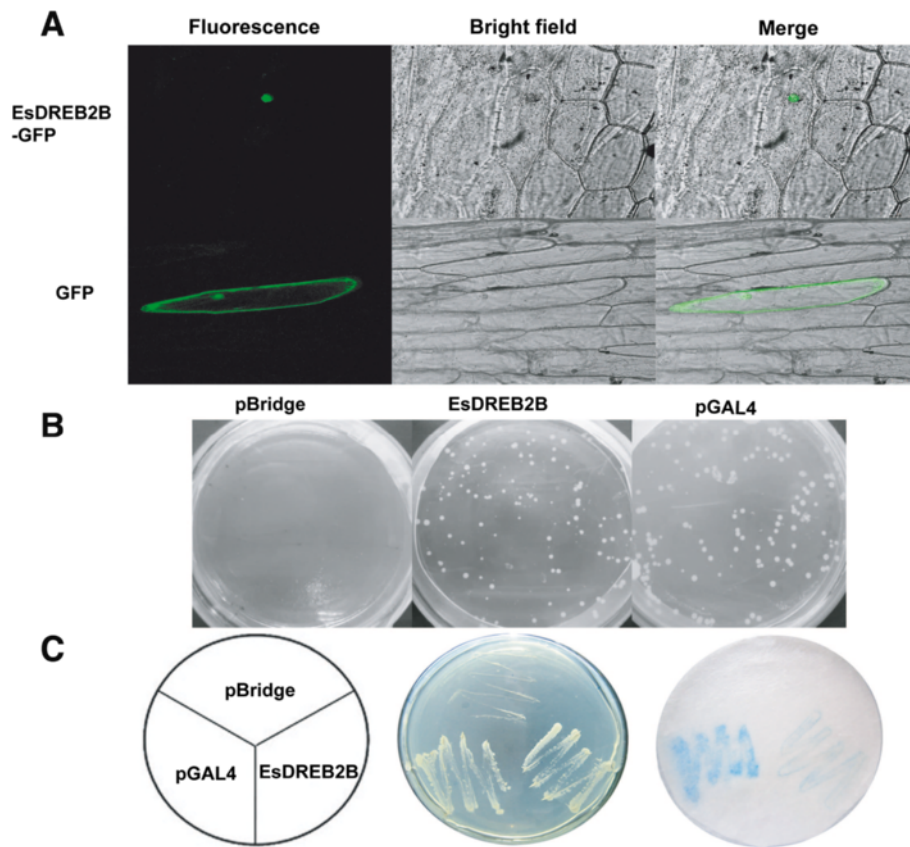 A
Fluorescence
Bright field
Merge
EsDREB2B
-GFP
GFP
B
pBridge
EsDREB2B
pGAL4
C
pBridge
pGAL4
EsDREB2B